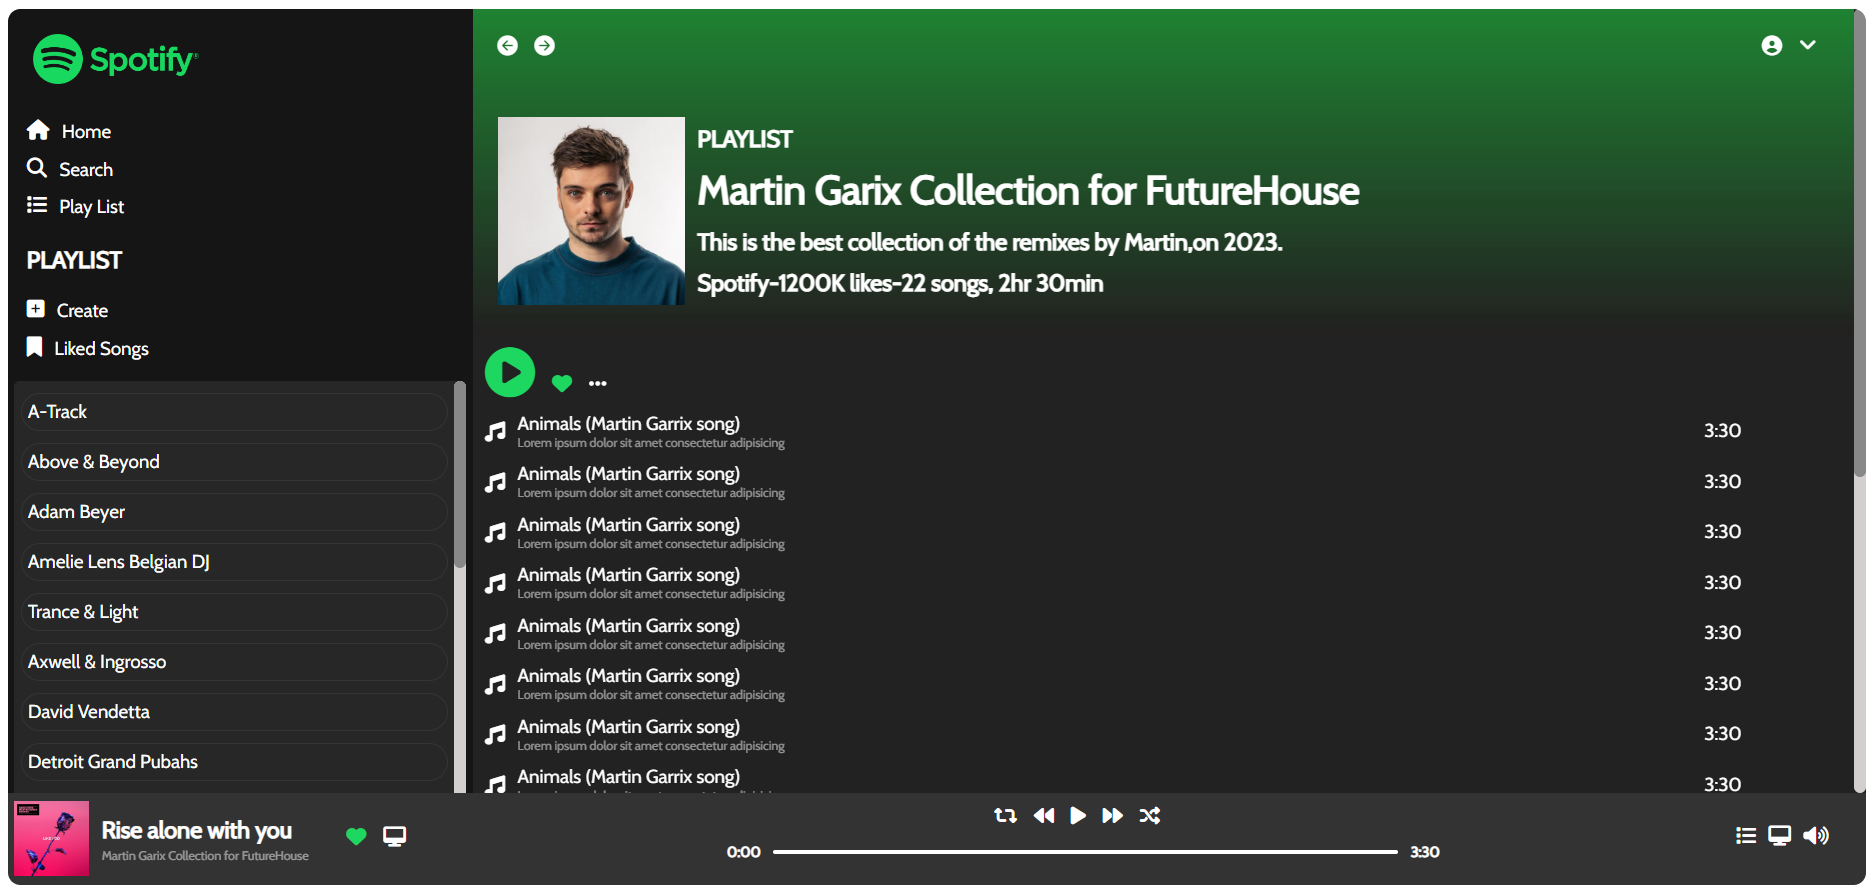 Spotify
Home
Search
Play List
PLAYLIST
Create
Liked Songs
A-Track
Above & Beyond
Adam Beyer
Amelie Lens Belgian DJ
Trance & Light
Axwell & Ingrosso
David Vendetta
Detroit Grand Pubahs
PLAYLIST
Martin Garix Collection for FutureHouse
This is the best collection of the remixes by Martin,on 2023.
Spotify-1200K likes-22 songs, 2hr 30min
Animals (Martin Garrix song) 3:30
Lorem ipsum dolor sit amet consectetur adipisicing
Animals (Martin Garrix song) 3:30
Lorem ipsum dolor sit amet consectetur adipisicing
Animals (Martin Garrix song) 3:30
Lorem ipsum dolor sit amet consectetur adipisicing
Animals (Martin Garrix song) 3:30
Lorem ipsum dolor sit amet consectetur adipisicing
Animals (Martin Garrix song) 3:30
Lorem ipsum dolor sit amet consectetur adipisicing
Animals (Martin Garrix song) 3:30
Lorem ipsum dolor sit amet consectetur adipisicing
Animals (Martin Garrix song) 3:30
Lorem ipsum dolor sit amet consectetur adipisicing
Animals (Martin Garrix song) 3:30
Rise alone with you
Martin Garix Collection for FutureHouse
0:00 3:30